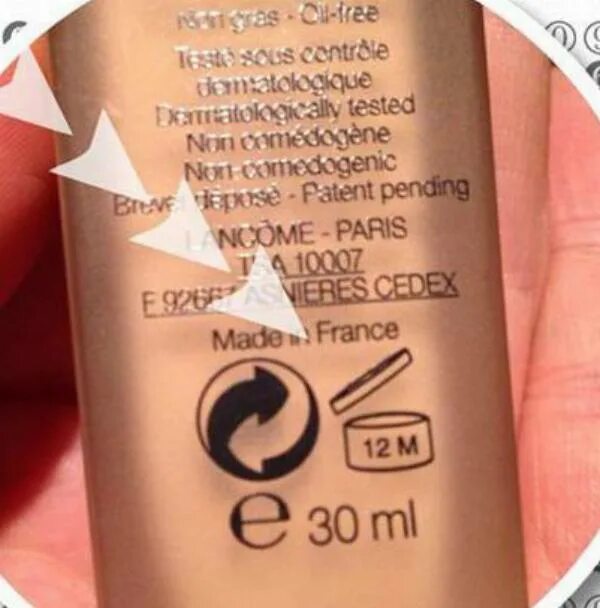 Non gras - Oil-free
Testé sous contrôle
dermatologique
Dermatologically tested
Non comédogène
Non-comedogenic
Brevet déposé - Patent pending
LANCÔME - PARIS
10007
ASNIERES CEDEX
Made in France
12 M
e 30 ml